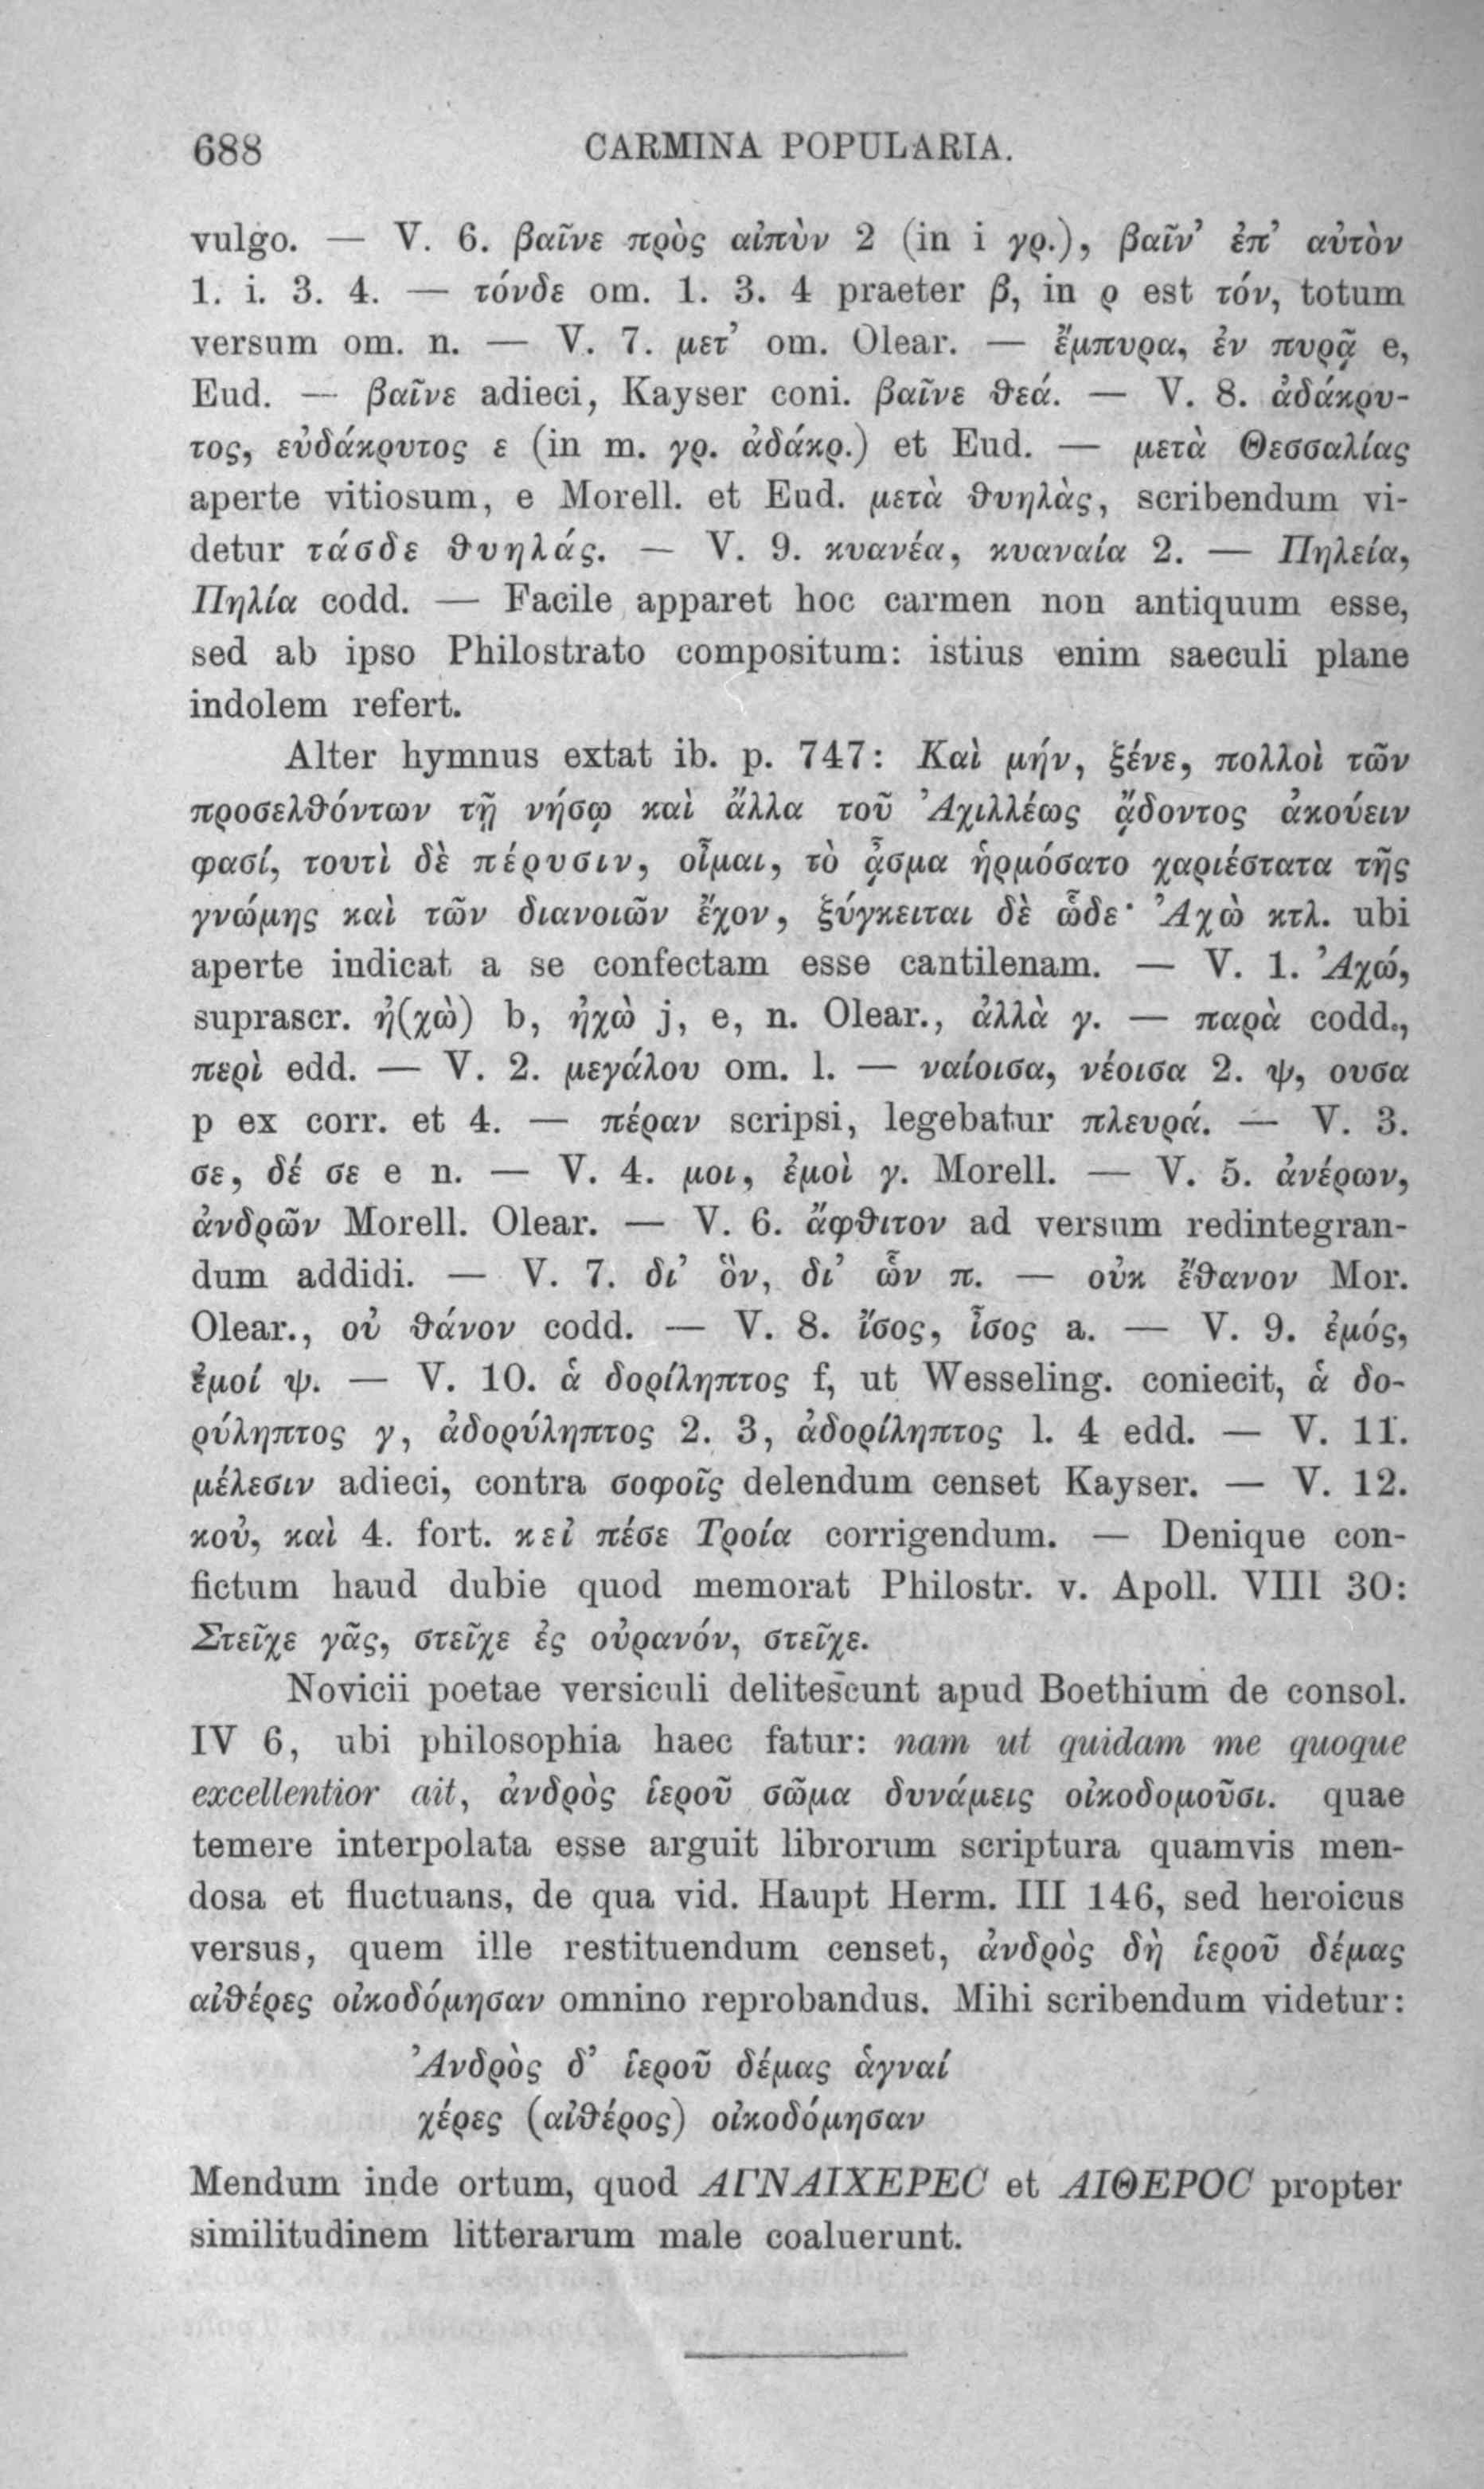 688 CARMINA POPULARIA.
vulgo. — V. 6. βαῖνε πρὸς αἰπὺν 2 (in i γρ.), βαῖν’ ἐπ’ αὐτὸν
1. i. 3. 4. — τόνδε om. 1. 3. 4 praeter β, in ρ est τόν, totum
versum om. n. — V. 7. μετ’ om. Olear. — ἔμπυρα, ἐν πυρᾷ e,
Eud. — βαῖνε adieci, Kayser coni. βαῖνε θεά. — V. 8. ἀδάκρυ-
τος, εὐδάκρυτος ε (in m. γρ. ἀδάκρ.) et Eud. — μετὰ Θεσσαλίας
aperte vitiosum, e Morell. et Eud. μετὰ θυηλὰς, scribendum vi-
detur τάσδε θυηλάς. — V. 9. κυανέα, κυαναία 2. — Πηλεία,
Πηλία codd. — Facile apparet hoc carmen non antiquum esse,
sed ab ipso Philostrato compositum: istius enim saeculi plane
indolem refert.
Alter hymnus extat ib. p. 747: Καὶ μήν, ξένε, πολλοὶ τῶν
προσελθόντων τῇ νήσῳ καὶ ἄλλα τοῦ Ἀχιλλέως ᾄδοντος ἀκούειν
φασί, τουτὶ δὲ πέρυσιν, οἶμαι, τὸ ᾆσμα ἡρμόσατο χαριέστατα τῆς
γνώμης καὶ τῶν διανοιῶν ἔχον, ξύγκειται δὲ ὧδε· Ἀχὼ κτλ. ubi
aperte indicat a se confectam esse cantilenam. — V. 1. Ἀχώ,
suprascr. ἠ(χὼ) b, ἠχὼ j, e, n. Olear., ἀλλὰ γ. — παρὰ codd.,
περὶ edd. — V. 2. μεγάλου om. l. — ναίοισα, νέοισα 2. ψ, ουσα
p ex corr. et 4. — πέραν scripsi, legebatur πλευρά. — V. 3.
σε, δέ σε e n. — V. 4. μοι, ἐμοὶ γ. Morell. — V. 5. ἀνέρων,
ἀνδρῶν Morell. Olear. — V. 6. ἄφθιτον ad versum redintegran-
dum addidi. — V. 7. δι’ ὃν, δι’ ὧν π. — οὐκ ἔθανον Mor.
Olear., οὐ θάνον codd. — V. 8. ἴσος, ἶσος a. — V. 9. ἐμός,
ἐμοί ψ. — V. 10. ἁ δορίληπτος f, ut Wesseling. coniecit, ἁ δο-
ρύληπτος γ, ἀδορύληπτος 2. 3, ἀδορίληπτος l. 4 edd. — V. 11.
μέλεσιν adieci, contra σοφοῖς delendum censet Kayser. — V. 12.
κοὐ, καὶ 4. fort. κεἰ πέσε Τροία corrigendum. — Denique con-
fictum haud dubie quod memorat Philostr. v. Apoll. VIII 30:
Στεῖχε γᾶς, στεῖχε ἐς οὐρανόν, στεῖχε.
Novicii poetae versiculi delitescunt apud Boethium de consol.
IV 6, ubi philosophia haec fatur: nam ut quidam me quoque
excellentior ait, ἀνδρὸς ἱεροῦ σῶμα δυνάμεις οἰκοδομοῦσι. quae
temere interpolata esse arguit librorum scriptura quamvis men-
dosa et fluctuans, de qua vid. Haupt Herm. III 146, sed heroicus
versus, quem ille restituendum censet, ἀνδρὸς δὴ ἱεροῦ δέμας
αἰθέρες οἰκοδόμησαν omnino reprobandus. Mihi scribendum videtur:
Ἀνδρὸς δ’ ἱεροῦ δέμας ἁγναί
χέρες (αἰθέρος) οἰκοδόμησαν
Mendum inde ortum, quod ΑΓΝΑΙΧΕΡΕϹ et ΑΙΘΕΡΟϹ propter
similitudinem litterarum male coaluerunt.